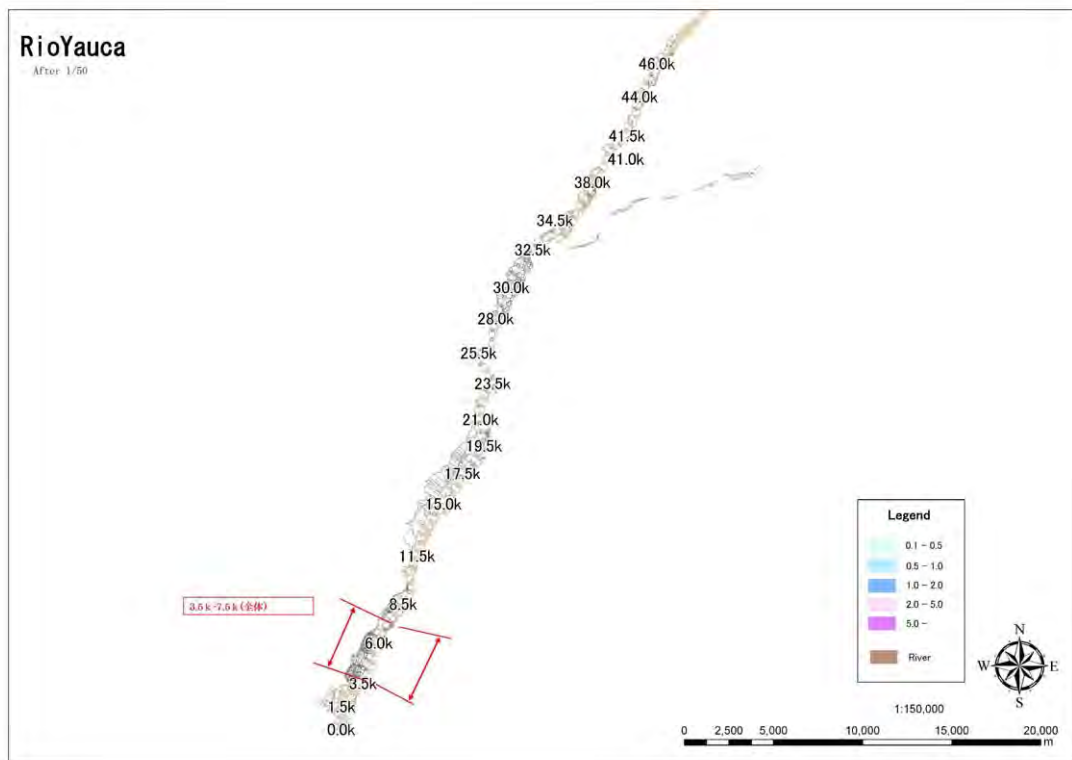 RioYauca
After 1/50
46.0k
44.0k
41.5k
41.0k
38.0k
34.5k
32.5k
30.0k
28.0k
25.5k
23.5k
21.0k
19.5k
17.5k
15.0k
11.5k
8.5k
3.5k-7.5k(全体)
6.0k
3.5k
1.5k
0.0k
Legend
0.1 - 0.5
0.5 - 1.0
1.0 - 2.0
2.0 - 5.0
5.0 -
River
N
W E
S
1:150,000
0 2,500 5,000 10,000 15,000 20,000
m